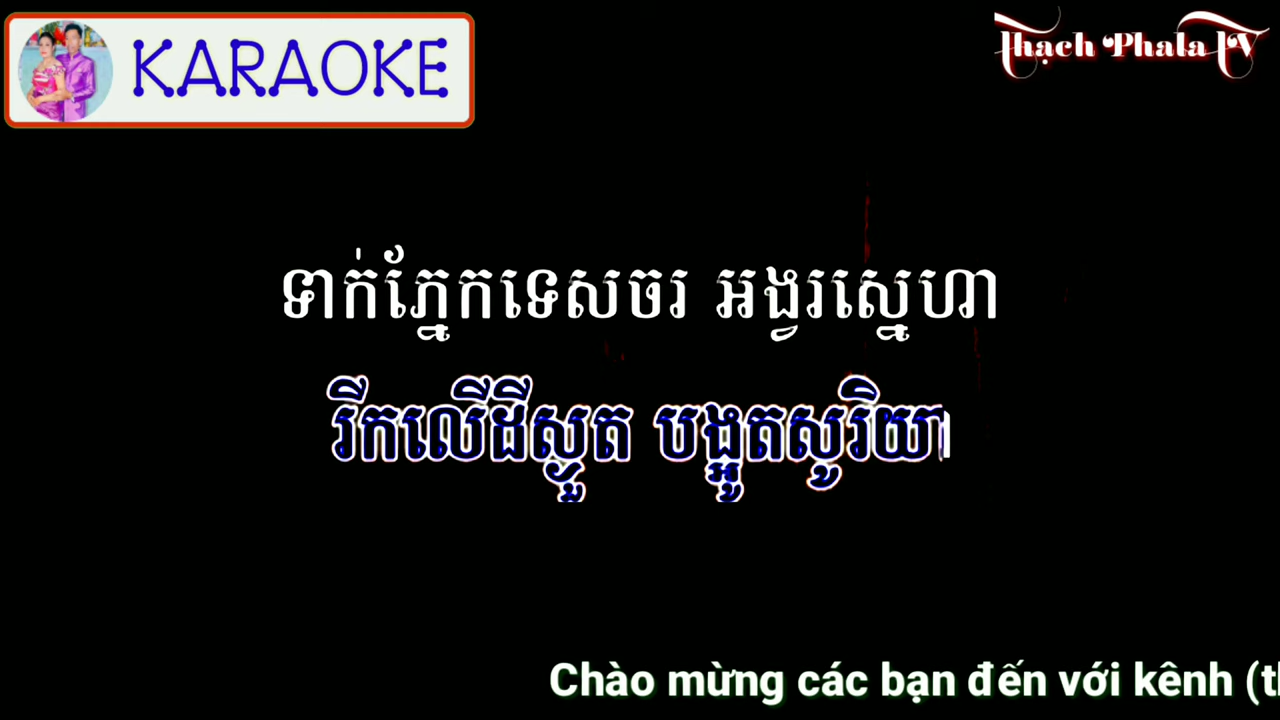 KARAOKE
Thạch Phala TV
ទាក់ភ្នែកទេសចរ អង្វរស្នេហា
រីកលើដីស្ងួត បង្អូតសូរិយា
Chào mừng các bạn đến với kênh (th